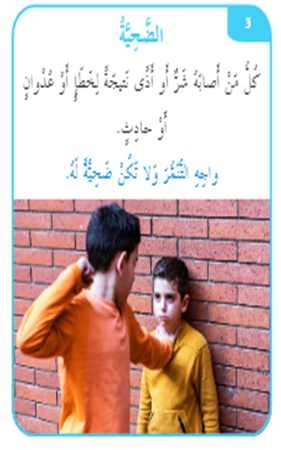 3
الضَّحِيَّةُ
كُلُّ مَنْ أَصابَهُ شَرٌّ أَو أَذًى نَتيجَةً لِخَطَإٍ أَوْ عُدْوانٍ
أَوْ حادِثٍ.
واجِهِ التَّنَمُّرَ وَلا تَكُنْ ضَحِيَّةً لَهُ.